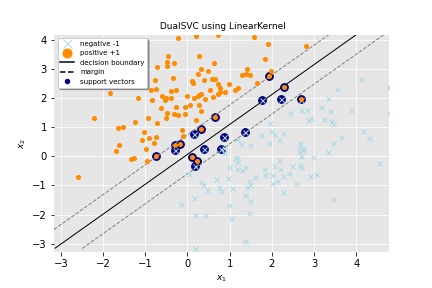 DualSVC using LinearKernel
negative -1
positive +1
decision boundary
margin
support vectors
4
3
2
1
0
−1
−2
−3
x₂
−3 −2 −1 0 1 2 3 4
x₁